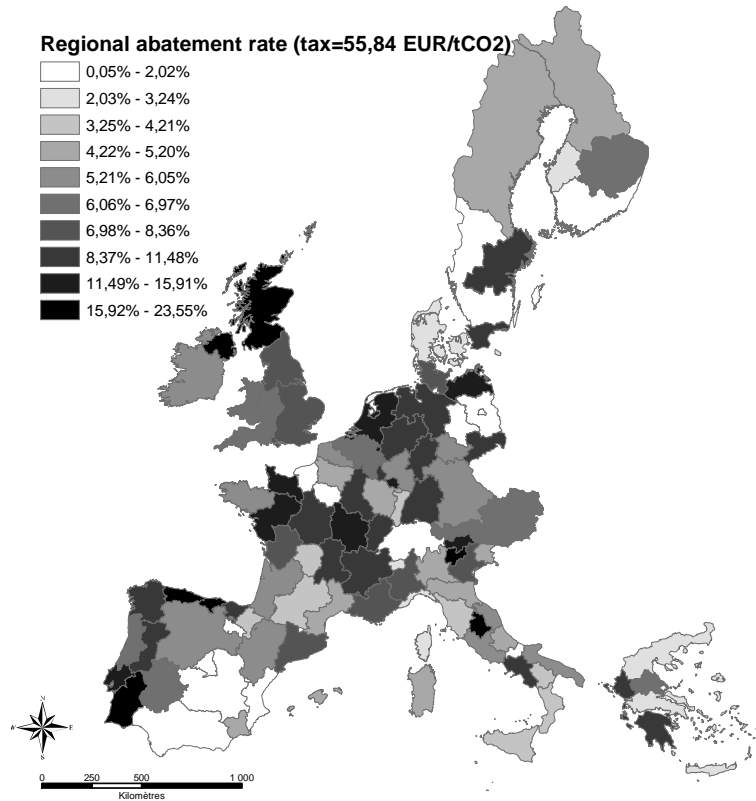 Regional abatement rate (tax=55,84 EUR/tCO2)
0,05% - 2,02%
2,03% - 3,24%
3,25% - 4,21%
4,22% - 5,20%
5,21% - 6,05%
6,06% - 6,97%
6,98% - 8,36%
8,37% - 11,48%
11,49% - 15,91%
15,92% - 23,55%
N
W E
S
0 250 500 1 000
Kilomètres